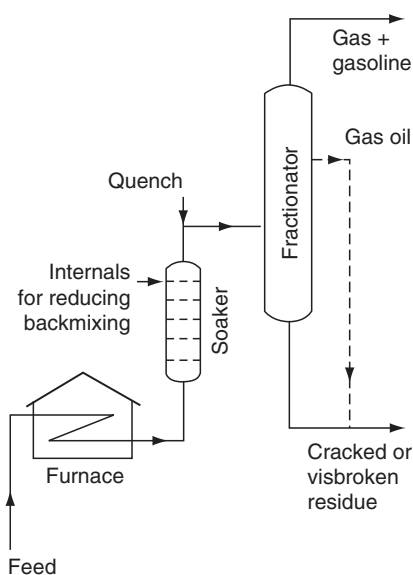 Gas +
gasoline
Gas oil
Fractionator
Quench
Internals
for reducing
backmixing
Soaker
Furnace
Cracked or
visbroken
residue
Feed